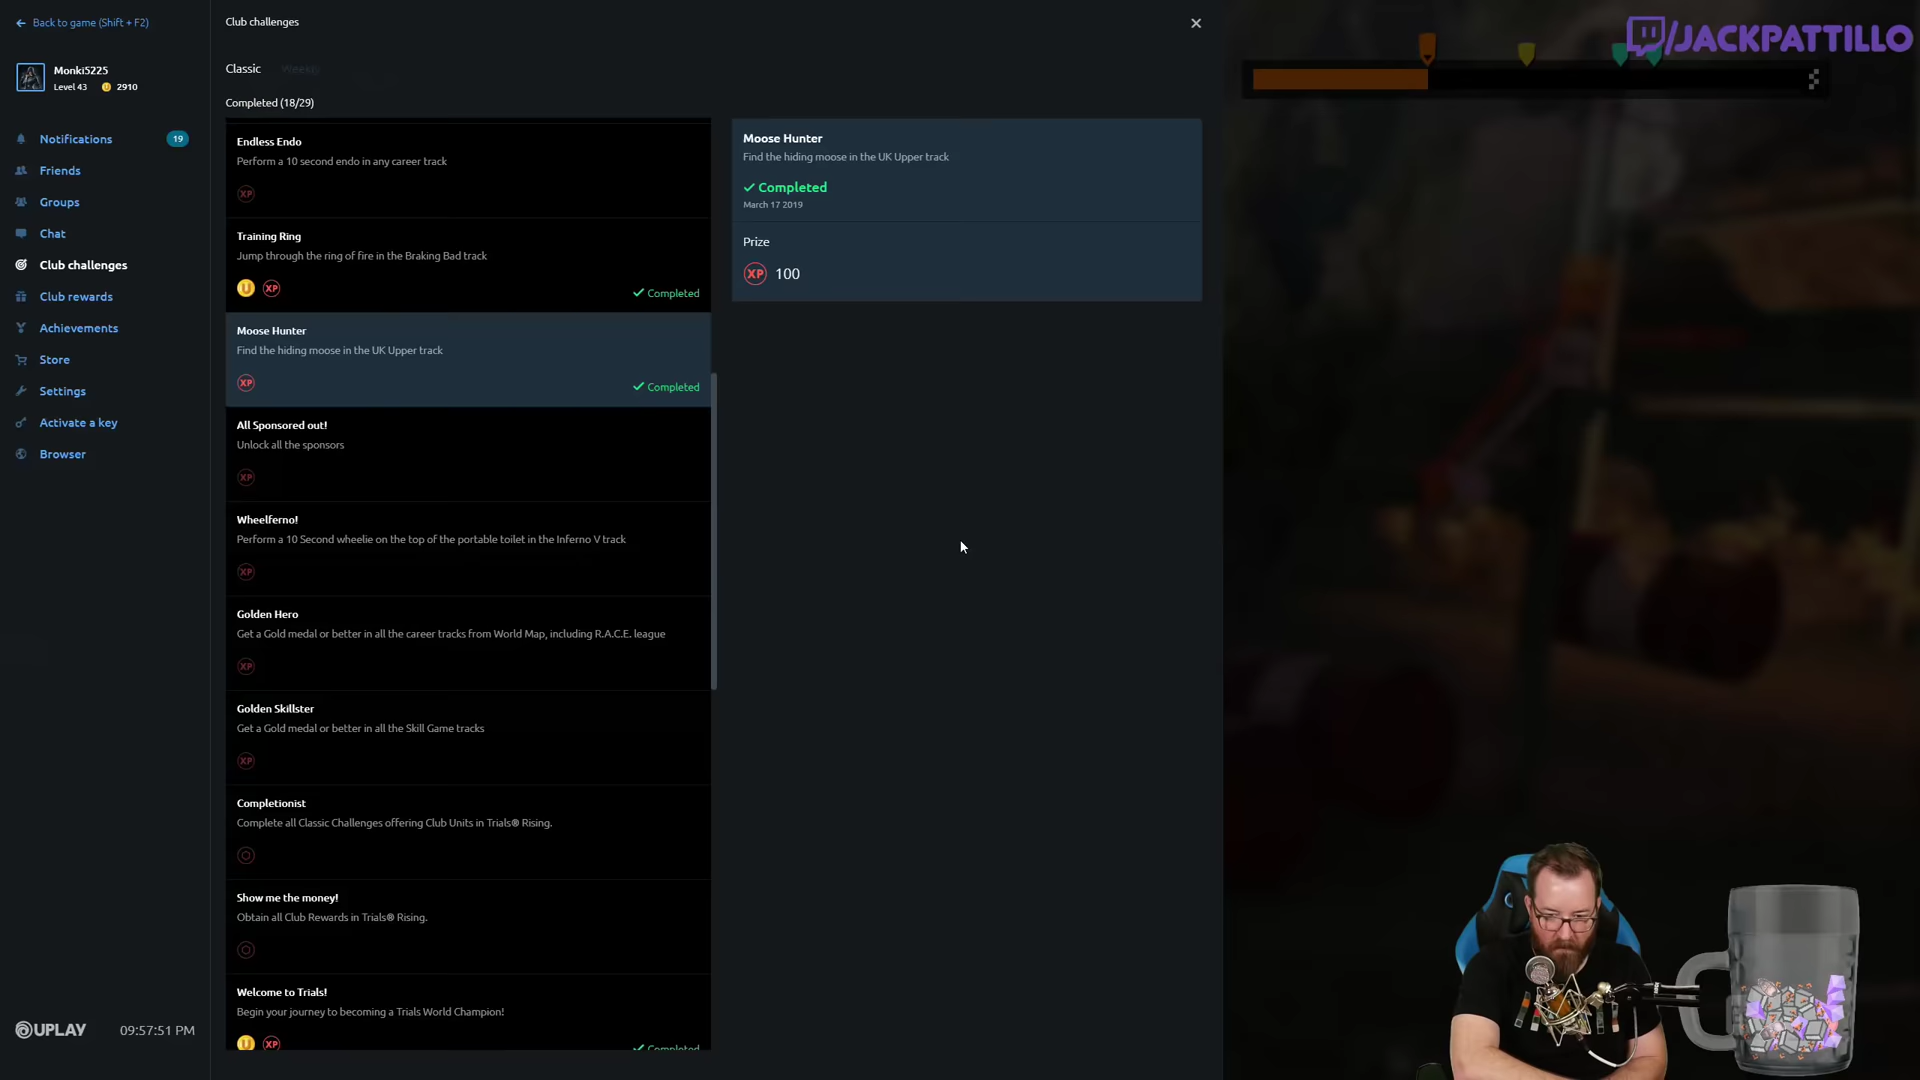 Back to game (Shift + F2)
Monki5225
Level 43 2910
Notifications 19
Friends
Groups
Chat
Club challenges
Club rewards
Achievements
Store
Settings
Activate a key
Browser
UPLAY 09:57:51 PM
Club challenges
Classic Weekly
Completed (18/29)
Endless Endo
Perform a 10 second endo in any career track
XP
Training Ring
Jump through the ring of fire in the Braking Bad track
XP
Completed
Moose Hunter
Find the hiding moose in the UK Upper track
XP
Completed
All Sponsored out!
Unlock all the sponsors
XP
Wheelferno!
Perform a 10 Second wheelie on the top of the portable toilet in the Inferno V track
XP
Golden Hero
Get a Gold medal or better in all the career tracks from World Map, including R.A.C.E. league
XP
Golden Skillster
Get a Gold medal or better in all the Skill Game tracks
XP
Completionist
Complete all Classic Challenges offering Club Units in Trials® Rising.
Show me the money!
Obtain all Club Rewards in Trials® Rising.
Welcome to Trials!
Begin your journey to becoming a Trials World Champion!
XP
Completed
Moose Hunter
Find the hiding moose in the UK Upper track
Completed
March 17 2019
Prize
XP 100
/JACKPATTILLO